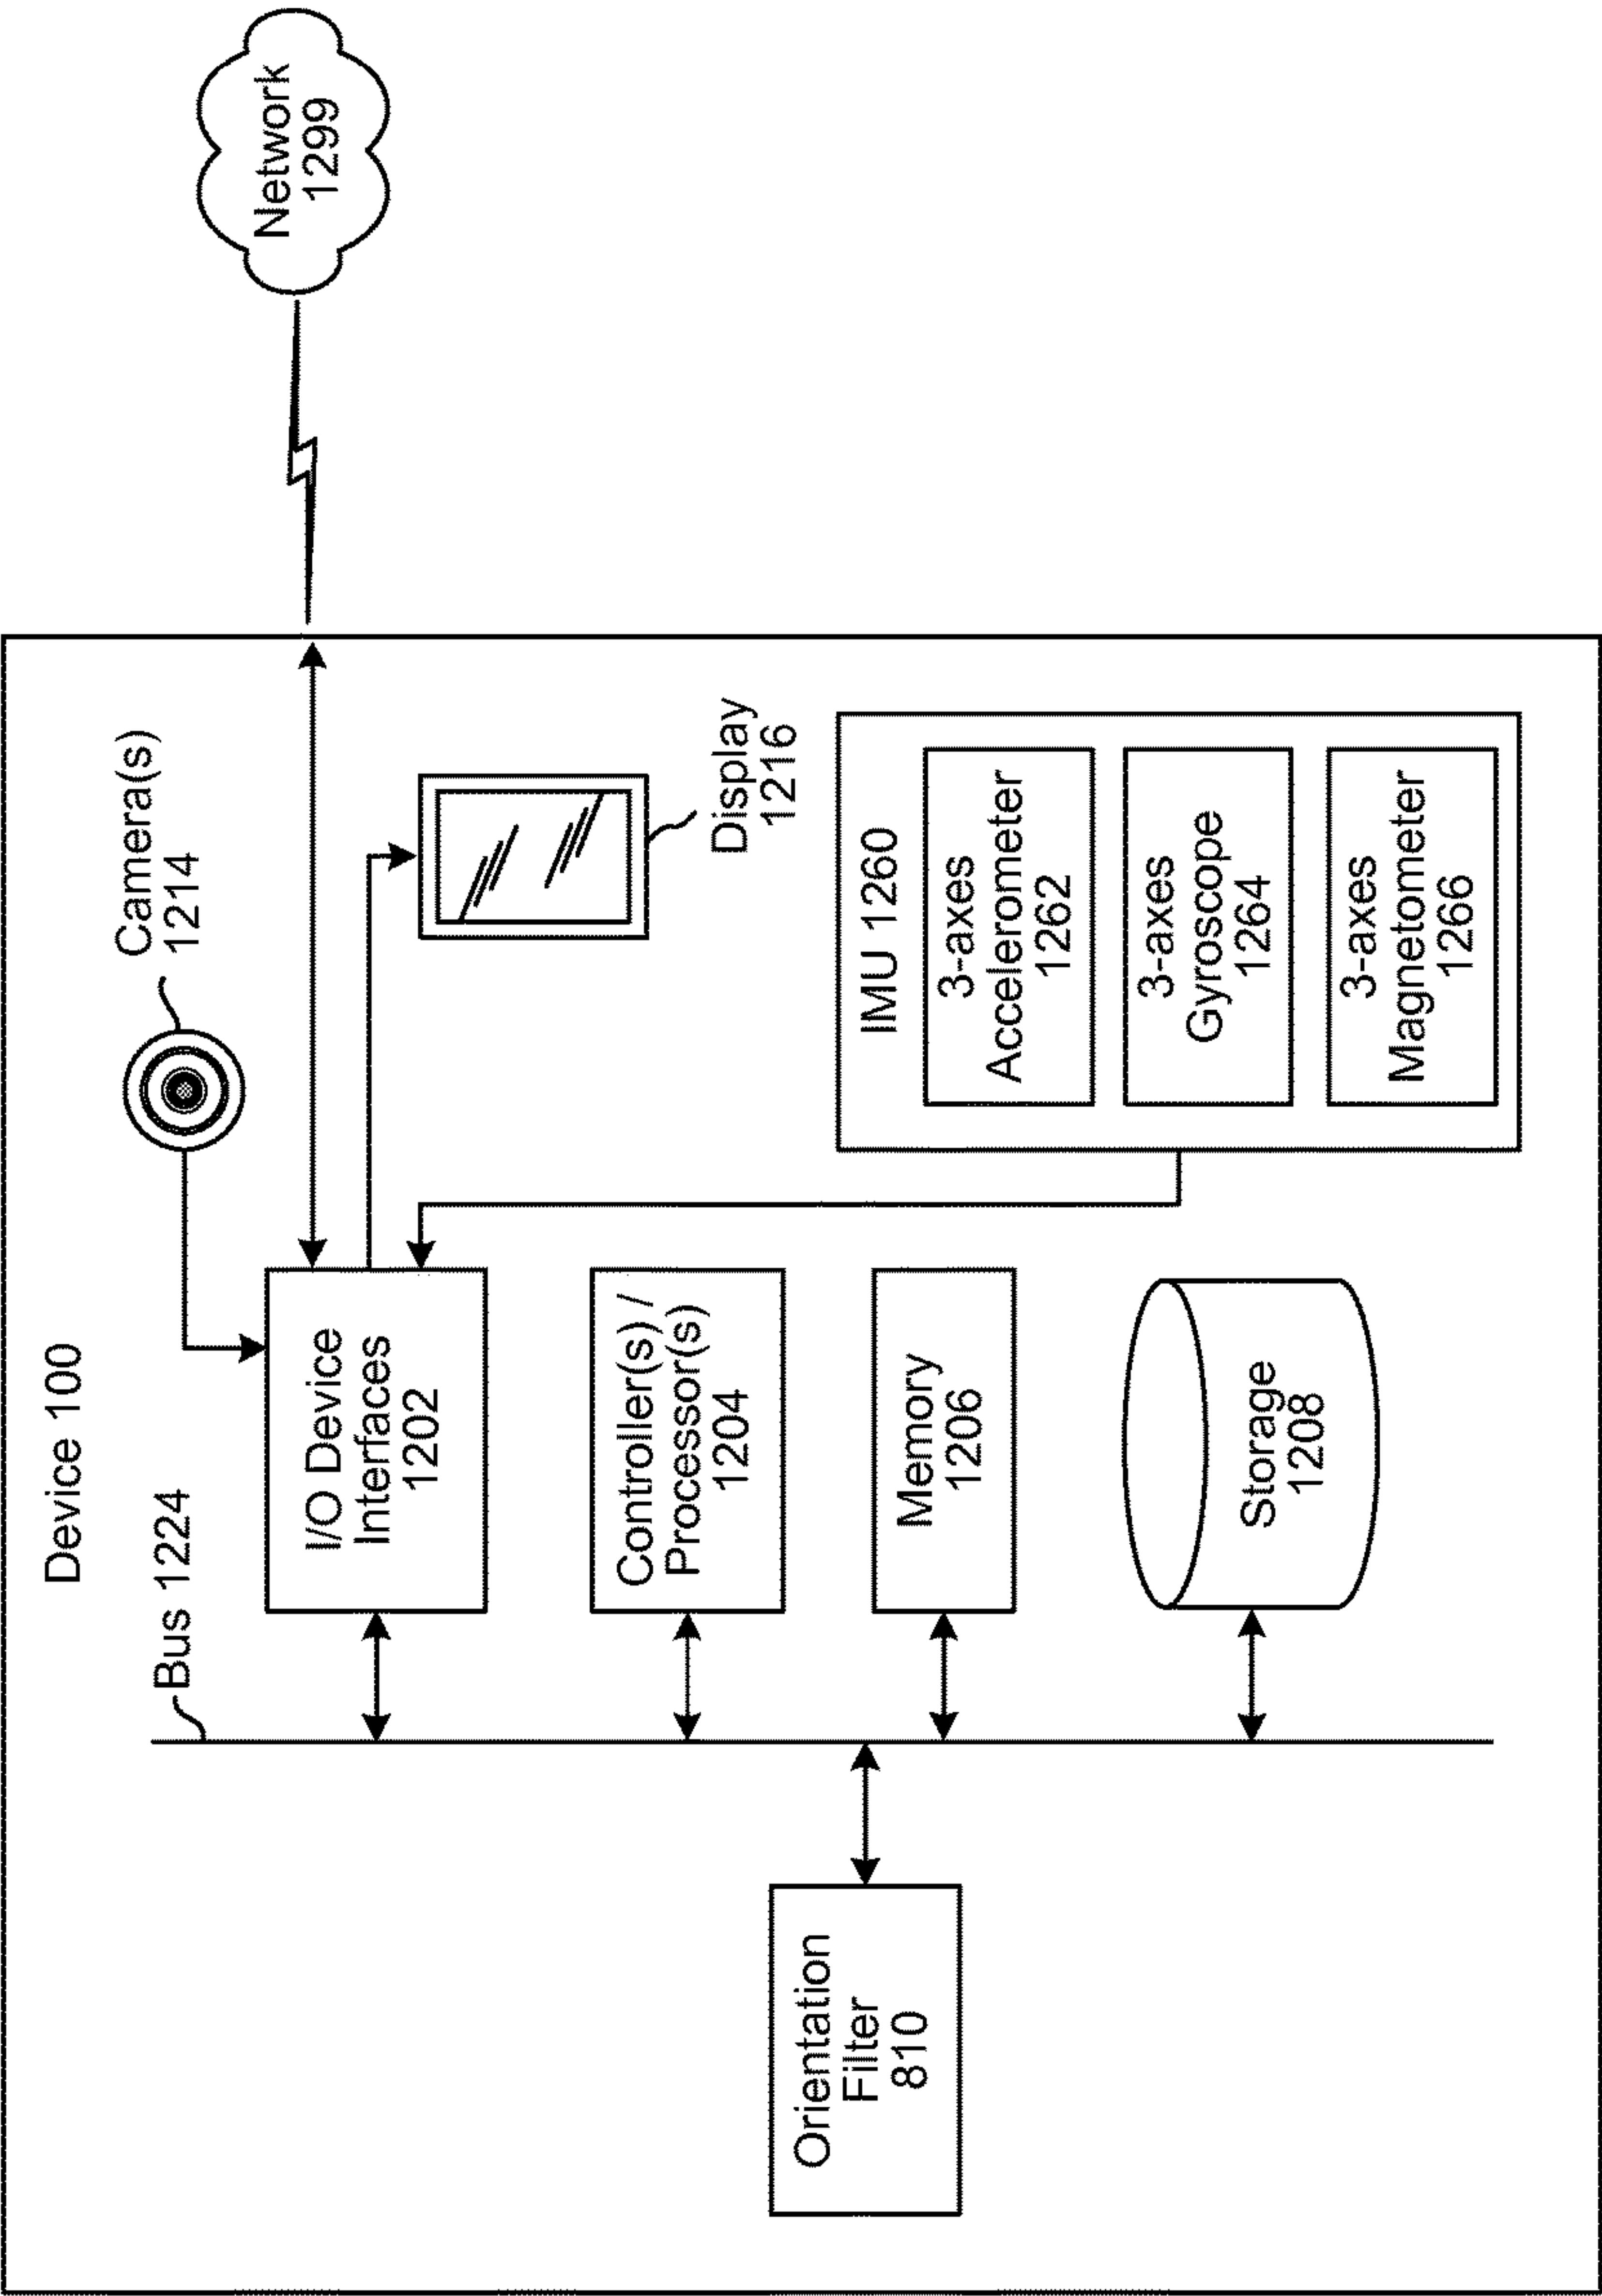 Device 100
Bus 1224
Camera(s)
1214
Network
1299
I/O Device
Interfaces
1202
Display
1216
Controller(s) /
Processor(s)
1204
Orientation
Filter
810
Memory
1206
IMU 1260
3-axes
Accelerometer
1262
3-axes
Gyroscope
1264
3-axes
Magnetometer
1266
Storage
1208